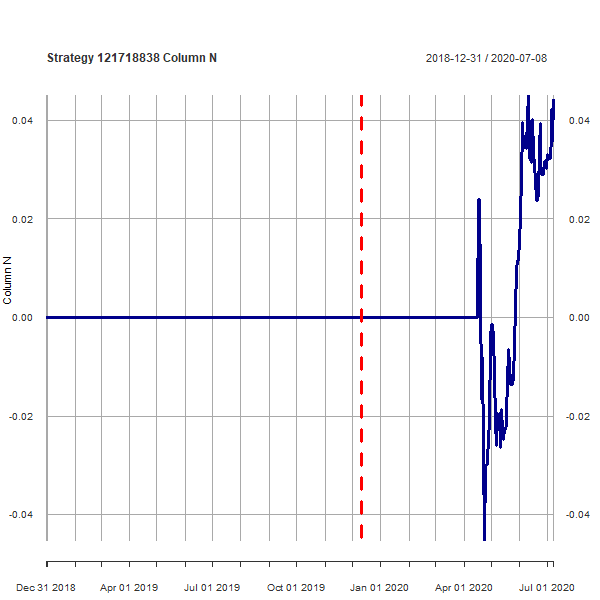 Strategy 121718838 Column N
2018-12-31 / 2020-07-08
0.04
0.04
0.02
0.02
0.00
0.00
-0.02
-0.02
-0.04
-0.04
Column N
Dec 31 2018
Apr 01 2019
Jul 01 2019
Oct 01 2019
Jan 01 2020
Apr 01 2020
Jul 01 2020